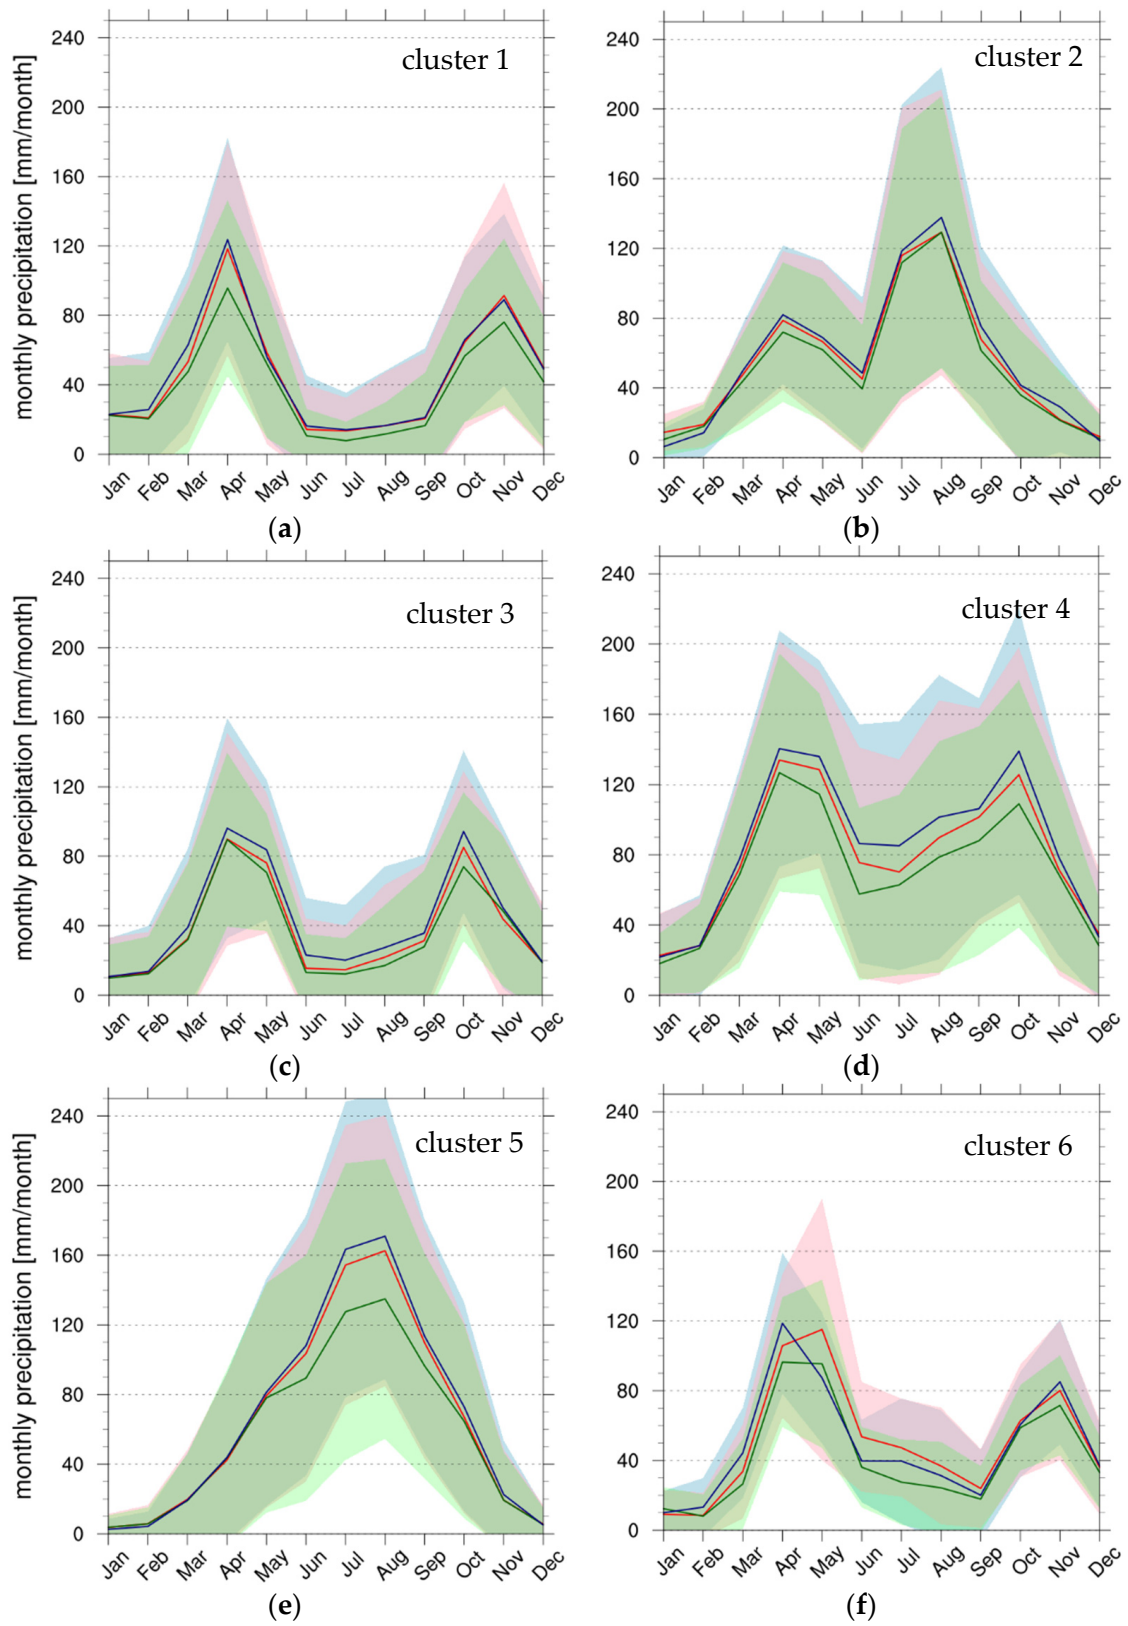 cluster 1
monthly precipitation [mm/month]
240
200
160
120
80
40
0
Jan Feb Mar Apr May Jun Jul Aug Sep Oct Nov Dec
(a)
cluster 2
240
200
160
120
80
40
0
Jan Feb Mar Apr May Jun Jul Aug Sep Oct Nov Dec
(b)
cluster 3
monthly precipitation [mm/month]
240
200
160
120
80
40
0
Jan Feb Mar Apr May Jun Jul Aug Sep Oct Nov Dec
(c)
cluster 4
240
200
160
120
80
40
0
Jan Feb Mar Apr May Jun Jul Aug Sep Oct Nov Dec
(d)
cluster 5
monthly precipitation [mm/month]
240
200
160
120
80
40
0
Jan Feb Mar Apr May Jun Jul Aug Sep Oct Nov Dec
(e)
cluster 6
240
200
160
120
80
40
0
Jan Feb Mar Apr May Jun Jul Aug Sep Oct Nov Dec
(f)